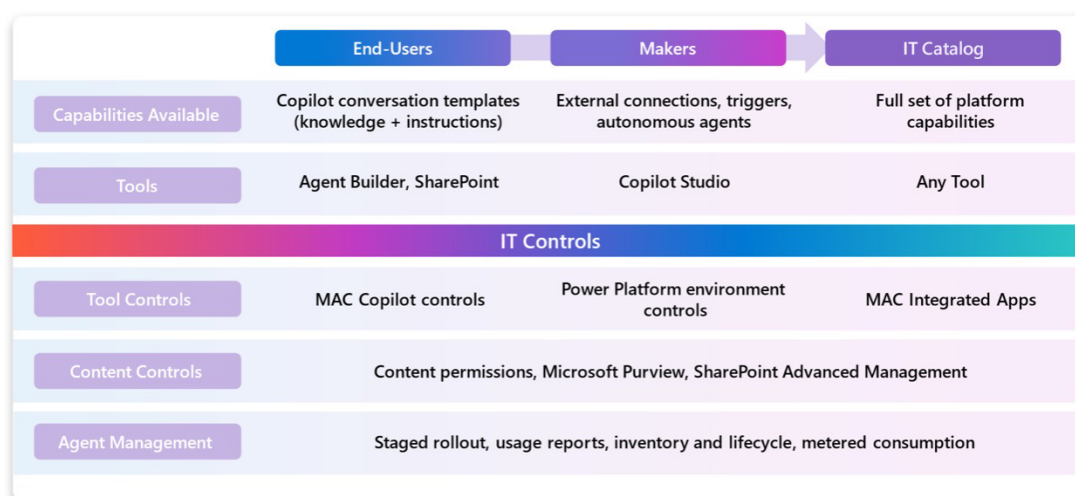 End-Users
Makers
IT Catalog
Capabilities Available
Copilot conversation templates
(knowledge + instructions)
External connections, triggers,
autonomous agents
Full set of platform
capabilities
Tools
Agent Builder, SharePoint
Copilot Studio
Any Tool
IT Controls
Tool Controls
MAC Copilot controls
Power Platform environment
controls
MAC Integrated Apps
Content Controls
Content permissions, Microsoft Purview, SharePoint Advanced Management
Agent Management
Staged rollout, usage reports, inventory and lifecycle, metered consumption